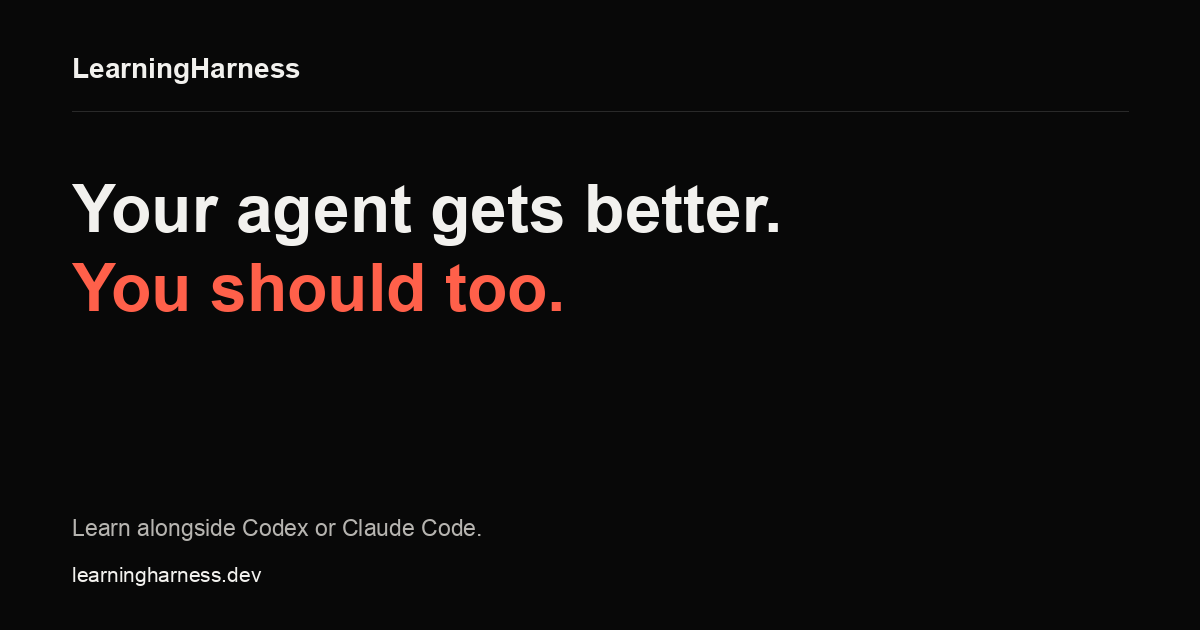 LearningHarness
Your agent gets better.
You should too.
Learn alongside Codex or Claude Code.
learningharness.dev